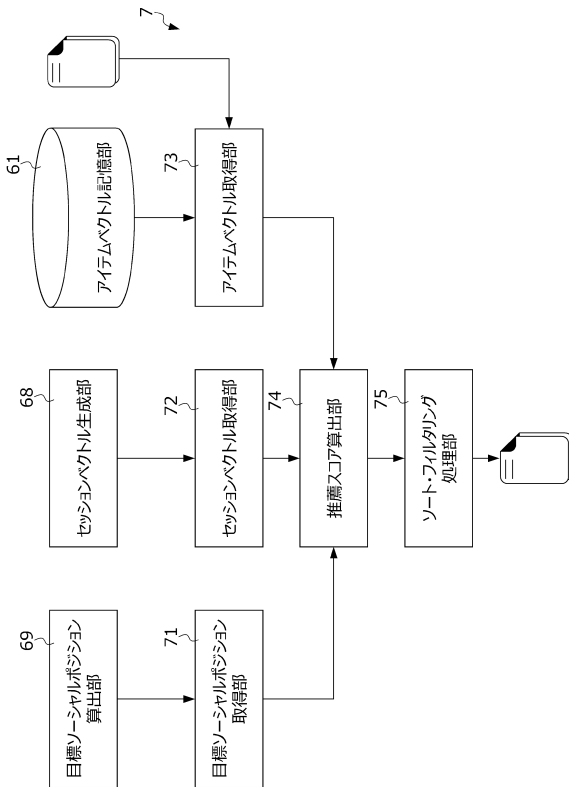 7
61
アイテムベクトル記憶部
73
アイテムベクトル取得部
68
セッションベクトル生成部
72
セッションベクトル取得部
74
推薦スコア算出部
75
ソート・フィルタリング
処理部
69
目標ソーシャルポジション
算出部
71
目標ソーシャルポジション
取得部